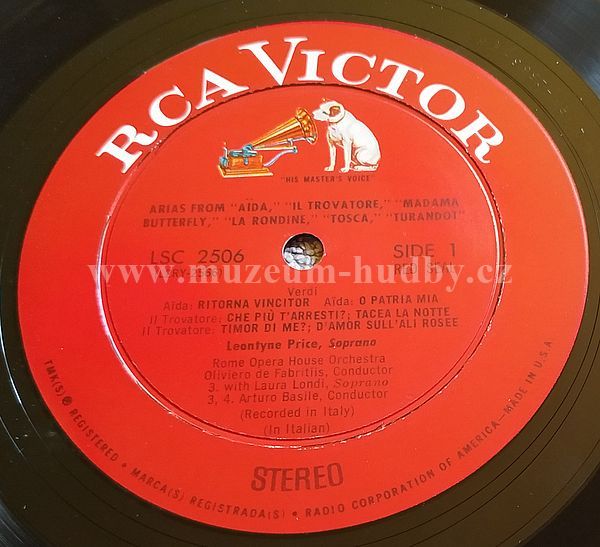 RCA VICTOR
"HIS MASTER'S VOICE"
ARIAS FROM "AÏDA," "IL TROVATORE," "MADAMA
BUTTERFLY," "LA RONDINE," "TOSCA," "TURANDOT"
LSC 2506 SIDE 1
RED SEAL
www.muzeum-hudby.cz
Verdi
Aïda: RITORNA VINCITOR Aïda: O PATRIA MIA
Il Trovatore: CHE PIÙ T'ARRESTI?; TACEA LA NOTTE
Il Trovatore: TIMOR DI ME?; D'AMOR SULL'ALI ROSEE
Leontyne Price, Soprano
Rome Opera House Orchestra
Oliviero de Fabritiis, Conductor
3. with Laura Londi, Soprano
3, 4. Arturo Basile, Conductor
(Recorded in Italy)
(In Italian)
STEREO
TMK(S) ® REGISTERED • MARCA(S) REGISTRADA(S) • RADIO CORPORATION OF AMERICA—MADE IN U.S.A